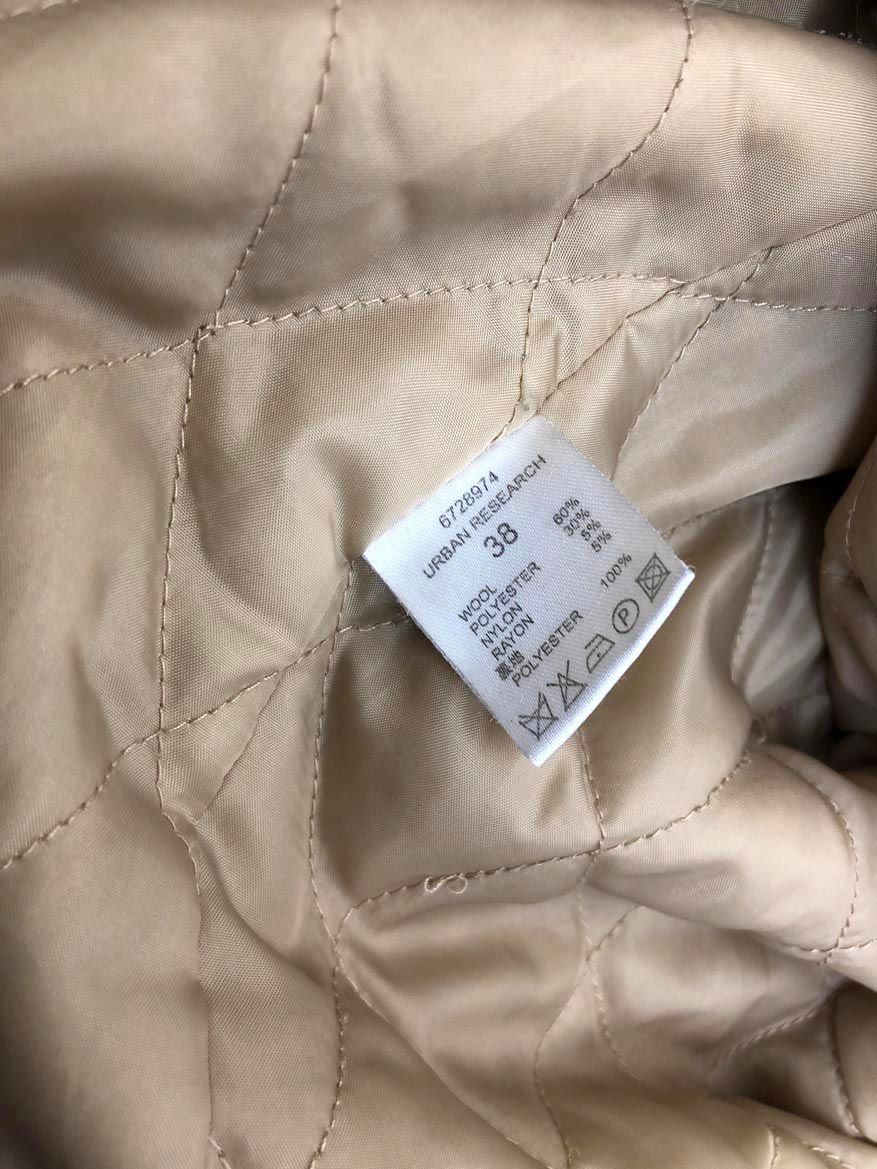 6728974
URBAN RESEARCH
38
WOOL 60%
POLYESTER 30%
NYLON 5%
RAYON 5%
裏地
POLYESTER 100%
P